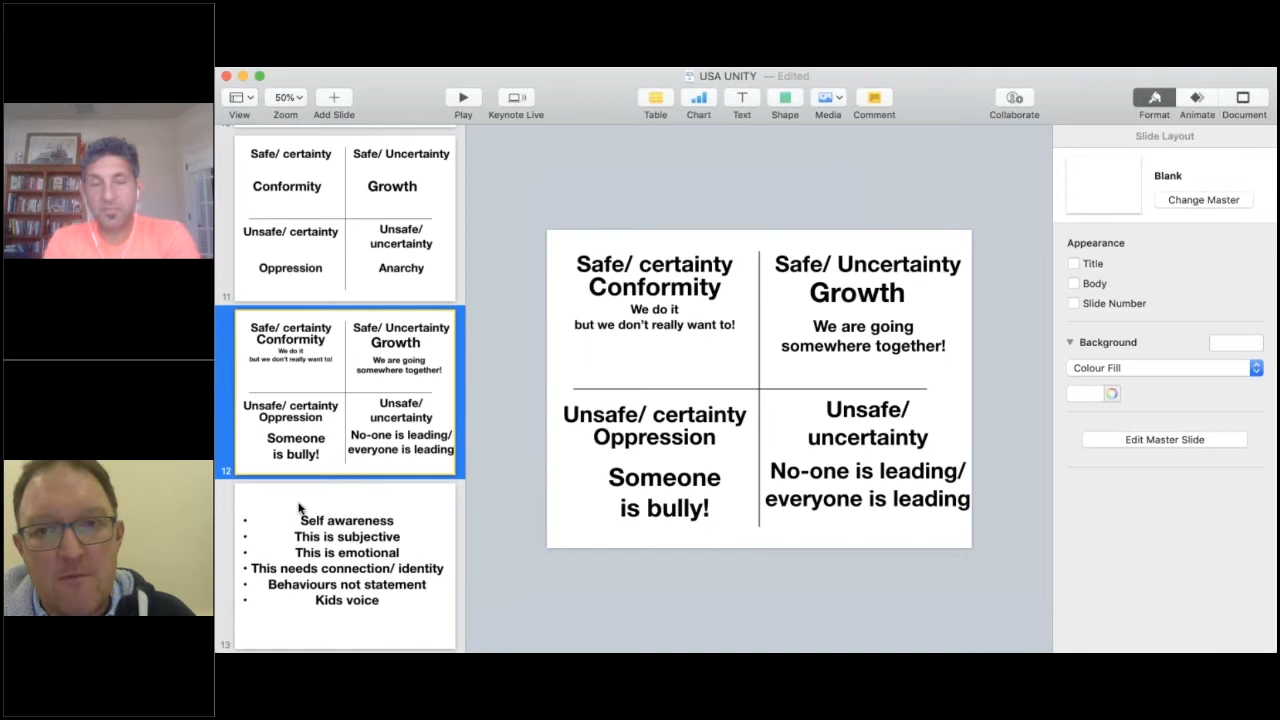 USA UNITY — Edited
50%
View
Zoom
Add Slide
Play
Keynote Live
Table
Chart
Text
Shape
Media
Comment
Collaborate
Format
Animate
Document
Safe/ certainty
Safe/ Uncertainty
Conformity
Growth
Unsafe/ certainty
Unsafe/
uncertainty
Oppression
Anarchy
11
Safe/ certainty
Conformity
We do it
but we don't really want to!
Safe/ Uncertainty
Growth
We are going
somewhere together!
Unsafe/ certainty
Oppression
Someone
is bully!
Unsafe/
uncertainty
No-one is leading/
everyone is leading
12
• Self awareness
• This is subjective
• This is emotional
• This needs connection/ identity
• Behaviours not statement
• Kids voice
13
Safe/ certainty
Conformity
We do it
but we don't really want to!
Safe/ Uncertainty
Growth
We are going
somewhere together!
Unsafe/ certainty
Oppression
Someone
is bully!
Unsafe/
uncertainty
No-one is leading/
everyone is leading
Slide Layout
Blank
Change Master
Appearance
Title
Body
Slide Number
Background
Colour Fill
Edit Master Slide